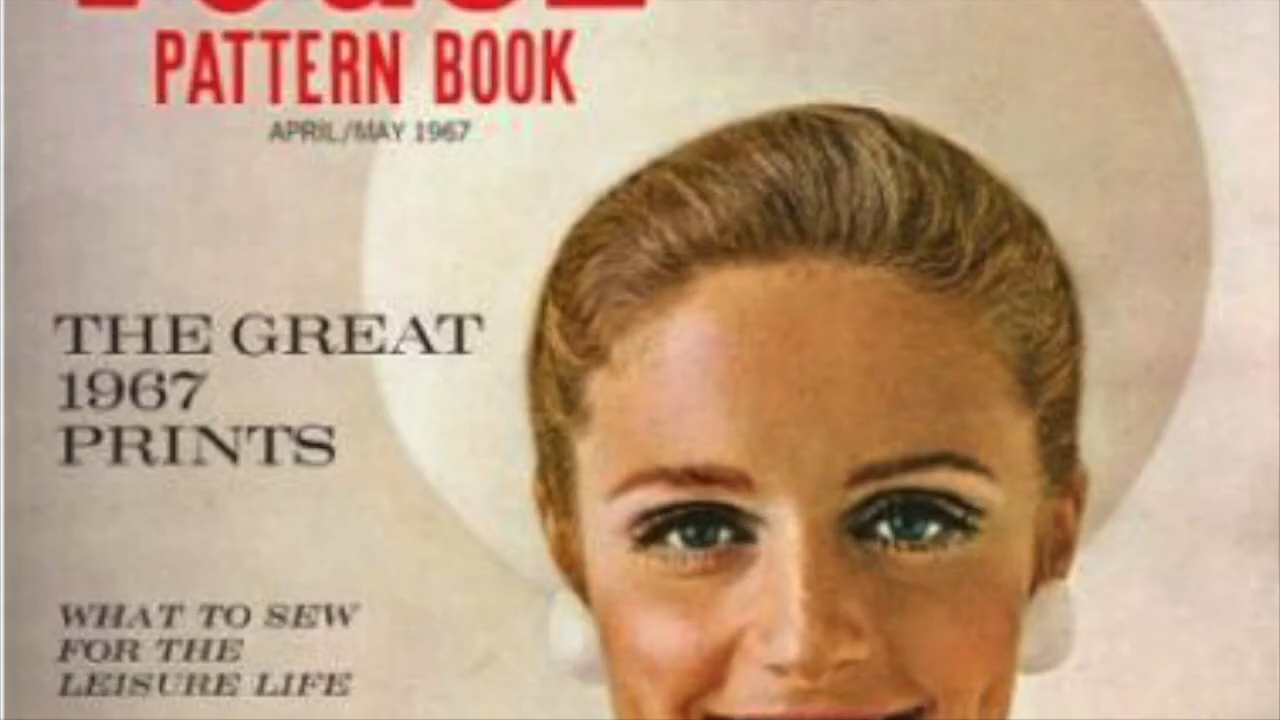 PATTERN BOOK
APRIL/MAY 1967
THE GREAT
1967
PRINTS
WHAT TO SEW
FOR THE
LEISURE LIFE